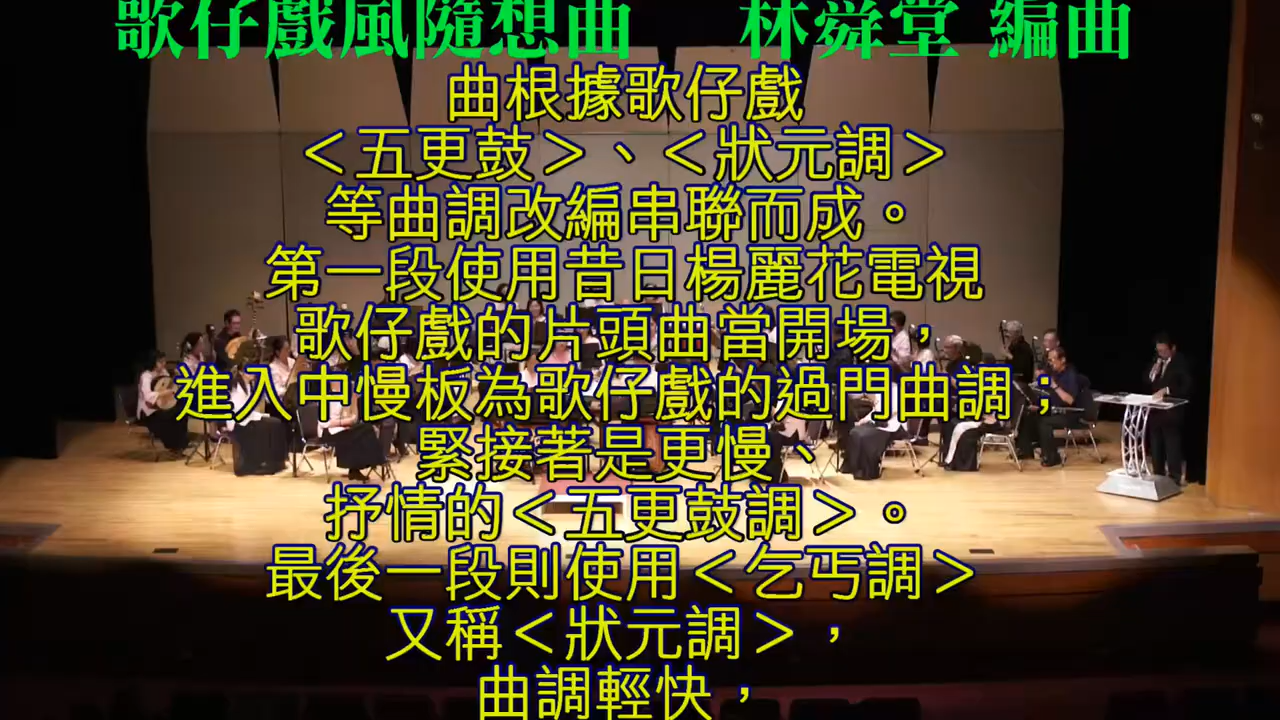 歌仔戲風隨想曲 林舜堂 編曲
曲根據歌仔戲
＜五更鼓＞、＜狀元調＞
等曲調改編串聯而成。
第一段使用昔日楊麗花電視
歌仔戲的片頭曲當開場，
進入中慢板為歌仔戲的過門曲調；
緊接著是更慢、
抒情的＜五更鼓調＞。
最後一段則使用＜乞丐調＞
又稱＜狀元調＞，
曲調輕快，